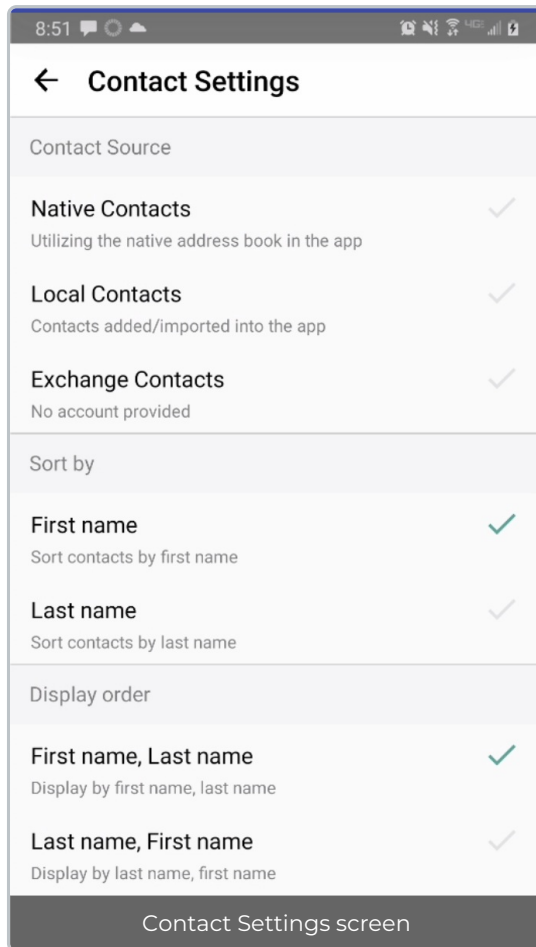 8:51
4GE
Contact Settings
Contact Source
Native Contacts
Utilizing the native address book in the app
Local Contacts
Contacts added/imported into the app
Exchange Contacts
No account provided
Sort by
First name
Sort contacts by first name
Last name
Sort contacts by last name
Display order
First name, Last name
Display by first name, last name
Last name, First name
Display by last name, first name
Contact Settings screen